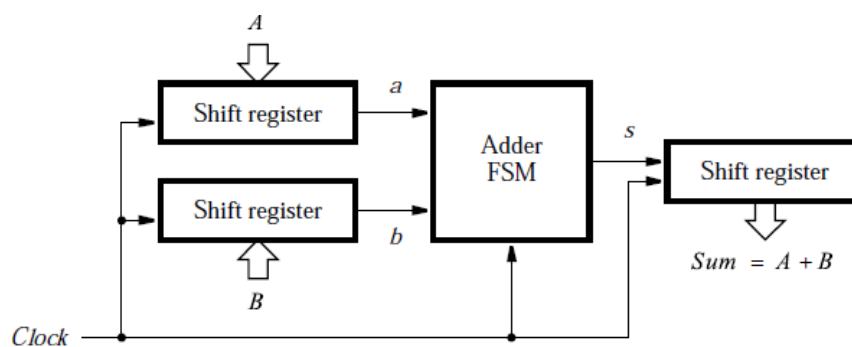 A
Shift register
a
Adder
FSM
s
Shift register
Shift register
b
B
Sum = A + B
Clock